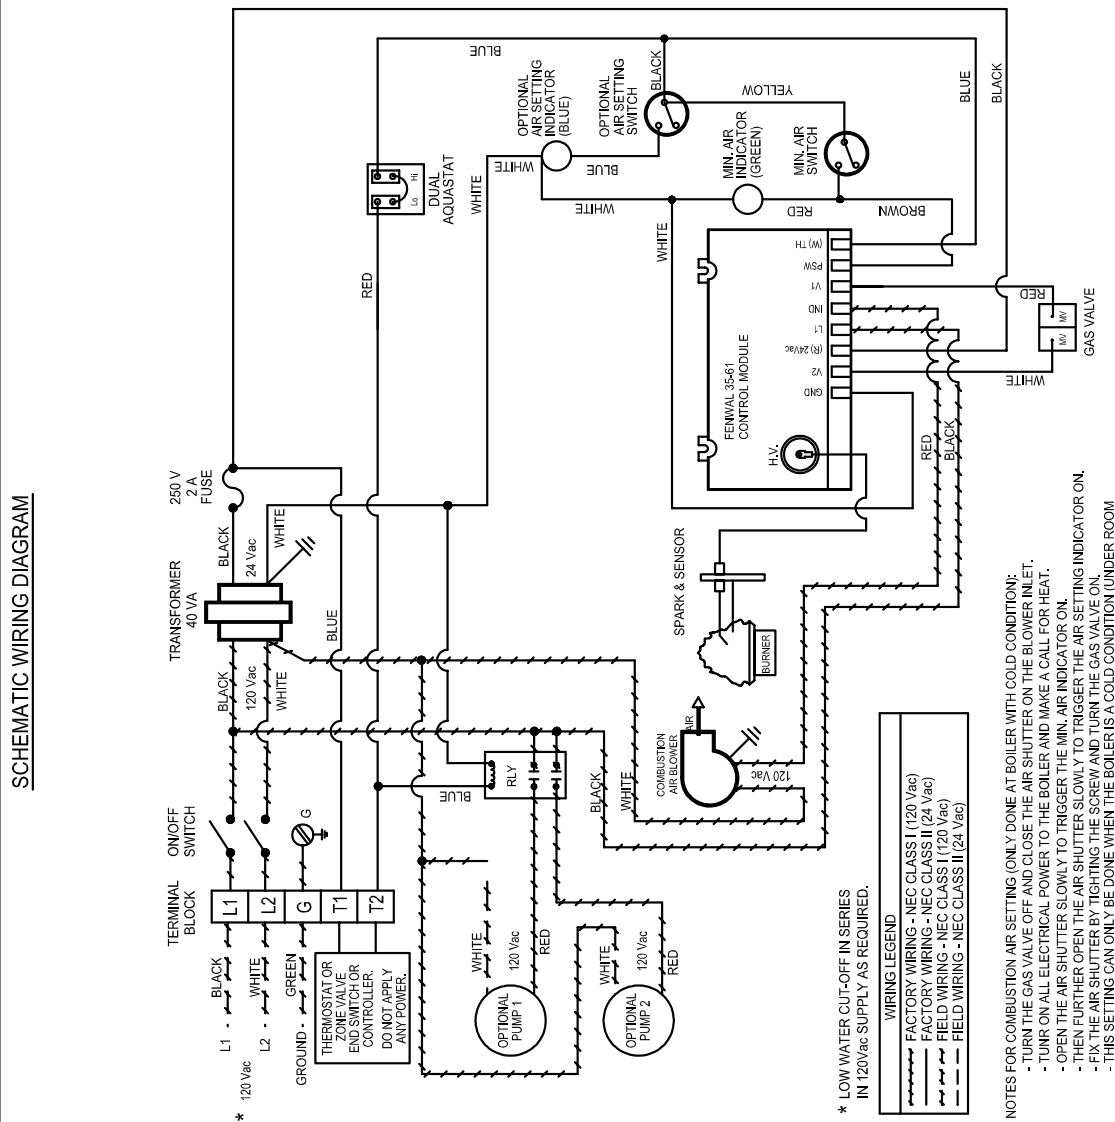 SCHEMATIC WIRING DIAGRAM
BLUE
BLACK
OPTIONAL
AIR SETTING
INDICATOR
(BLUE)
OPTIONAL
AIR SETTING
SWITCH
YELLOW
BLUE
BLACK
WHITE
BLUE
MIN. AIR
INDICATOR
(GREEN)
MIN. AIR
SWITCH
Hi
Lo
DUAL
AQUASTAT
WHITE
WHITE
RED
BROWN
WHITE
RED
(W) TH
PSW
V1
IND
L1
(R) 24Vac
V2
GND
FENWAL 35-61
CONTROL MODULE
H.V.
RED
MV
MV
GAS VALVE
WHITE
RED
BLACK
250 V
2 A
FUSE
BLACK
24 Vac
WHITE
TRANSFORMER
40 VA
BLUE
BLACK
120 Vac
WHITE
SPARK & SENSOR
BURNER
AIR
COMBUSTION
AIR BLOWER
120 Vac
RLY
BLUE
BLACK
WHITE
ON/OFF
SWITCH
G
TERMINAL
BLOCK
L1
L2
G
T1
T2
BLACK
WHITE
GREEN
L1 -
L2 -
GROUND -
* 120 Vac
THERMOSTAT OR
ZONE VALVE
END SWITCH OR
CONTROLLER.
DO NOT APPLY
ANY POWER.
WHITE
120 Vac
RED
OPTIONAL
PUMP 1
WHITE
120 Vac
RED
OPTIONAL
PUMP 2
* LOW WATER CUT-OFF IN SERIES
IN 120Vac SUPPLY AS REQUIRED.
WIRING LEGEND
FACTORY WIRING - NEC CLASS I (120 Vac)
FACTORY WIRING - NEC CLASS II (24 Vac)
FIELD WIRING - NEC CLASS I (120 Vac)
FIELD WIRING - NEC CLASS II (24 Vac)
NOTES FOR COMBUSTION AIR SETTING (ONLY DONE AT BOILER WITH COLD CONDITION):
- TURN THE GAS VALVE OFF AND CLOSE THE AIR SHUTTER ON THE BLOWER INLET.
- TUNR ON ALL ELECTRICAL POWER TO THE BOILER AND MAKE A CALL FOR HEAT.
- OPEN THE AIR SHUTTER SLOWLY TO TRIGGER THE MIN. AIR INDICATOR ON.
- THEN FURTHER OPEN THE AIR SHUTTER SLOWLY TO TRIGGER THE AIR SETTING INDICATOR ON.
- FIX THE AIR SHUTTER BY TIGHTING THE SCREW AND TURN THE GAS VALVE ON.
- THIS SETTING CAN ONLY BE DONE WHEN THE BOILER IS A COLD CONDITION (UNDER ROOM